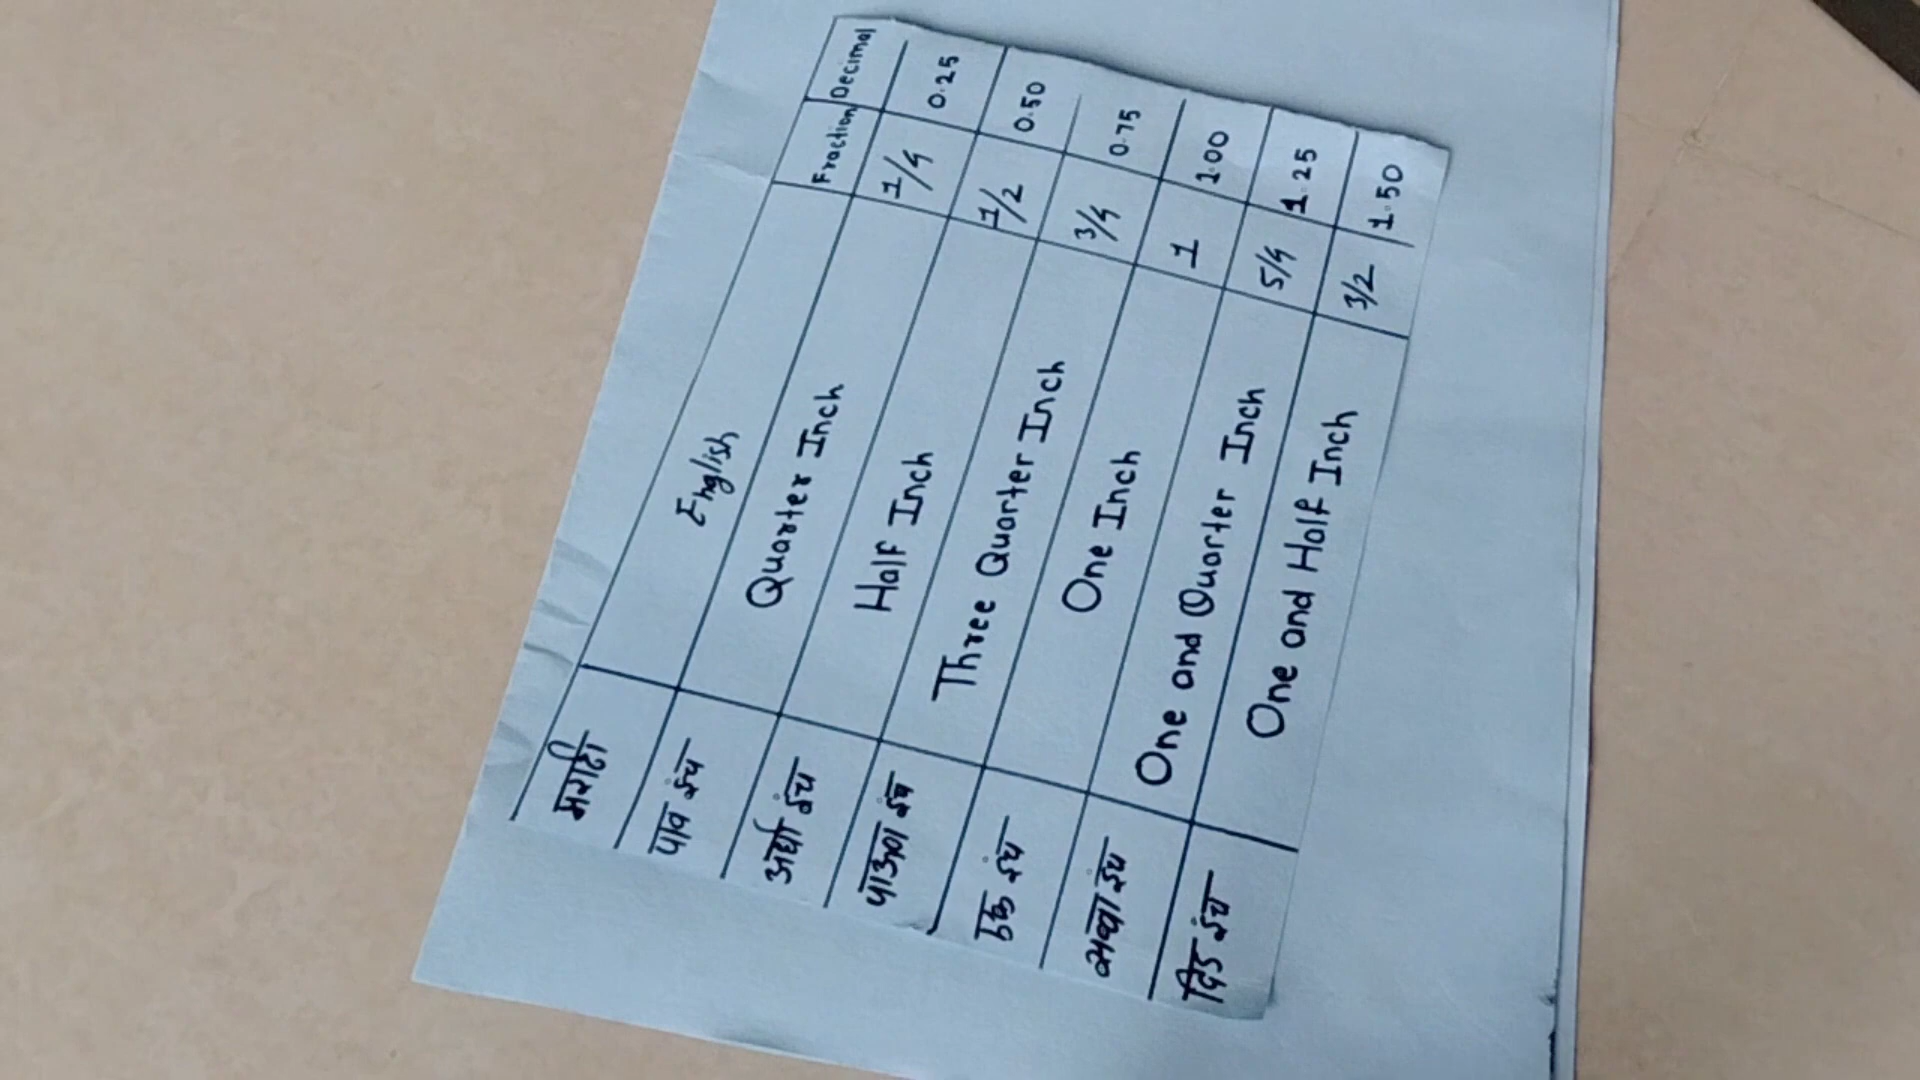 मराठी English Fraction Decimal
पाव इंच Quarter Inch 1/4 0.25
अर्धा इंच Half Inch 1/2 0.50
पाऊण इंच Three Quarter Inch 3/4 0.75
एक इंच One Inch 1 1.00
सव्वा इंच One and Quarter Inch 5/4 1.25
दिड इंच One and Half Inch 3/2 1.50